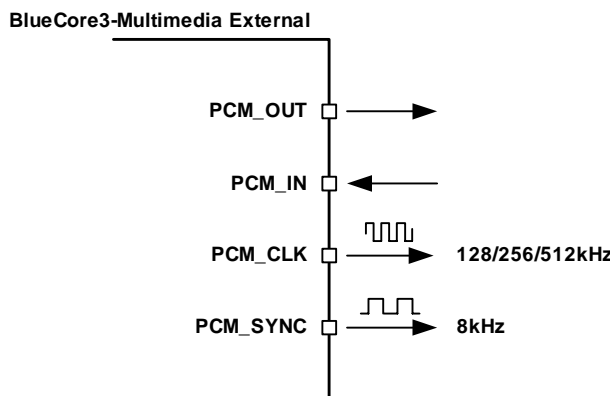 BlueCore3-Multimedia External
PCM_OUT
PCM_IN
PCM_CLK 128/256/512kHz
PCM_SYNC 8kHz